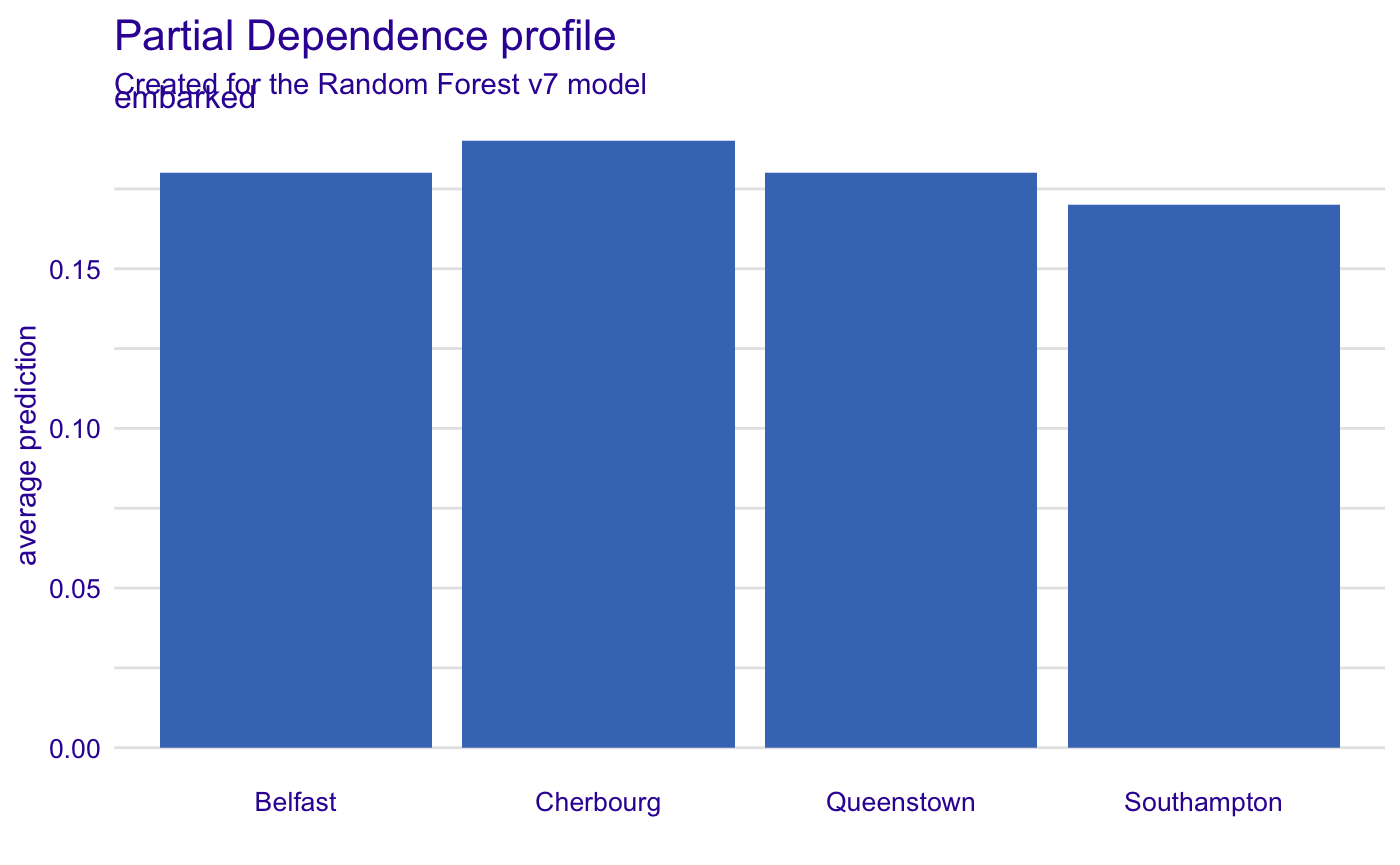 Partial Dependence profile
Created for the Random Forest v7 model
embarked
average prediction
0.15
0.10
0.05
0.00
Belfast
Cherbourg
Queenstown
Southampton